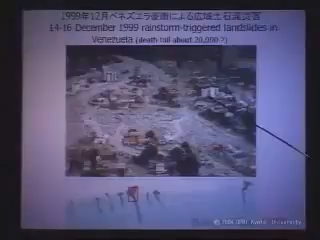 1999年12月ベネズエラ豪雨による広域土石流災害
14-16 December 1999 rainstorm-triggered landslides in
Venezuela (death toll about 20,000 ?)
Kyoto University